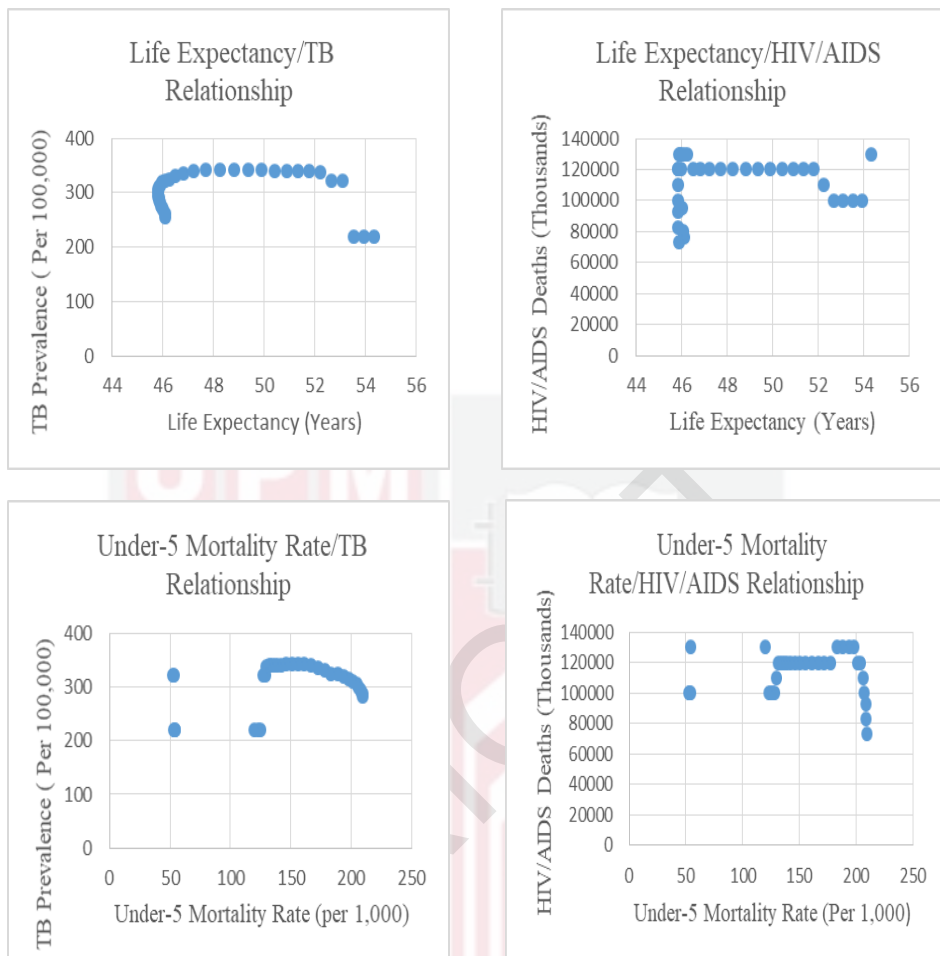 Life Expectancy/TB
Relationship
TB Prevalence ( Per 100,000)
400
300
200
100
0
44 46 48 50 52 54 56
Life Expectancy (Years)
Life Expectancy/HIV/AIDS
Relationship
HIV/AIDS Deaths (Thousands)
140000
120000
100000
80000
60000
40000
20000
0
44 46 48 50 52 54 56
Life Expectancy (Years)
UPM
Under-5 Mortality Rate/TB
Relationship
TB Prevalence ( Per 100,000)
400
300
200
100
0
0 50 100 150 200 250
Under-5 Mortality Rate (per 1,000)
Under-5 Mortality
Rate/HIV/AIDS Relationship
HIV/AIDS Deaths (Thousands)
140000
120000
100000
80000
60000
40000
20000
0
0 50 100 150 200 250
Under-5 Mortality Rate (Per 1,000)